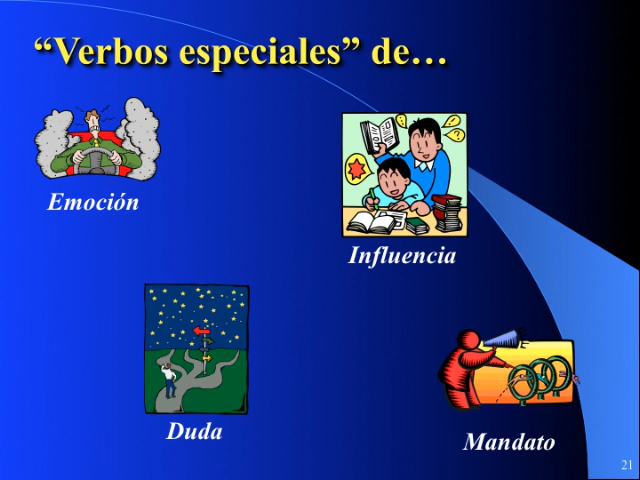 “Verbos especiales” de…
Emoción
Influencia
Duda
Mandato
21